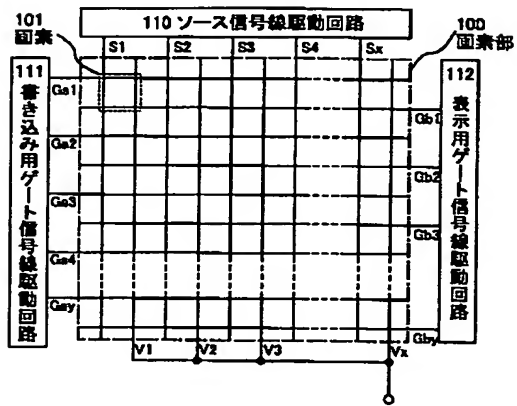 101
画素
110 ソース信号線駆動回路
100
画素部
S1 S2 S3 S4 Sx
111
書き込み用ゲート信号線駆動回路
112
表示用ゲート信号線駆動回路
Ga1
Gb1
Ga2
Gb2
Ga3
Gb3
Ga4
Gay
Gby
V1 V2 V3 Vx